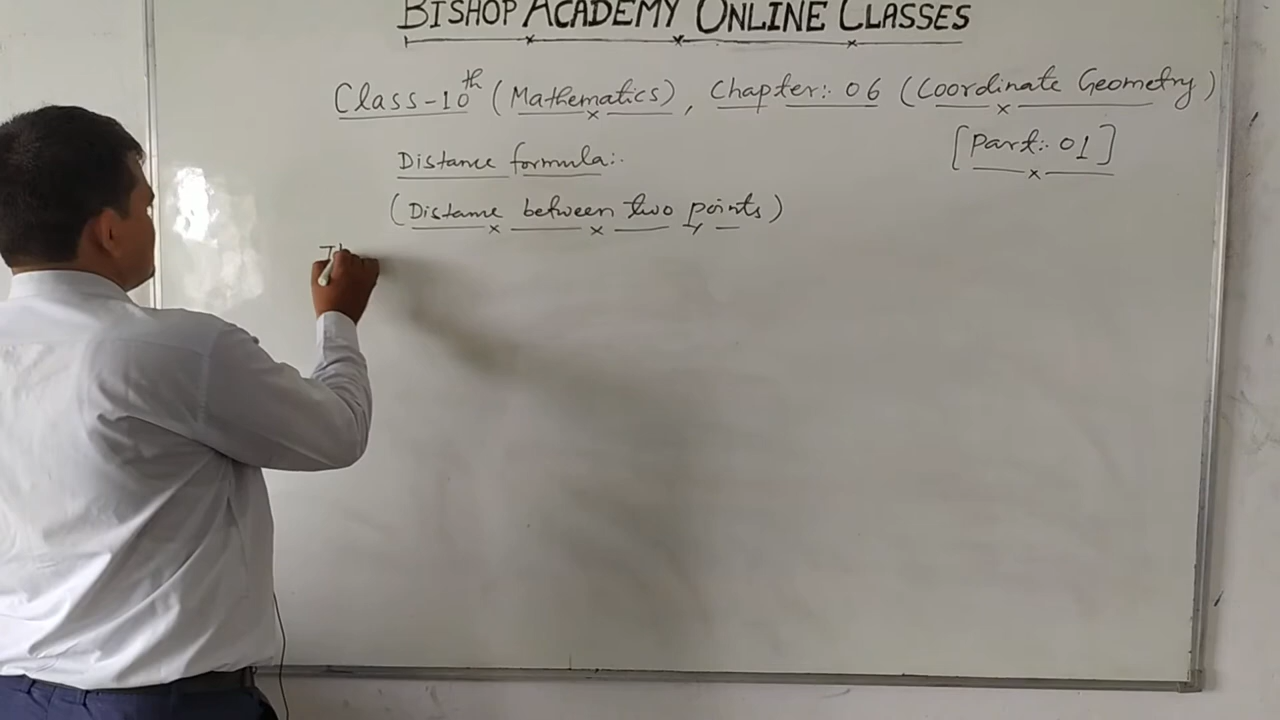 BISHOP ACADEMY ONLINE CLASSES
Class-10th (Mathematics), Chapter:- 06 (Coordinate Geometry)
[Part:- 01]
Distance formula:-
(Distance between two points)
Th